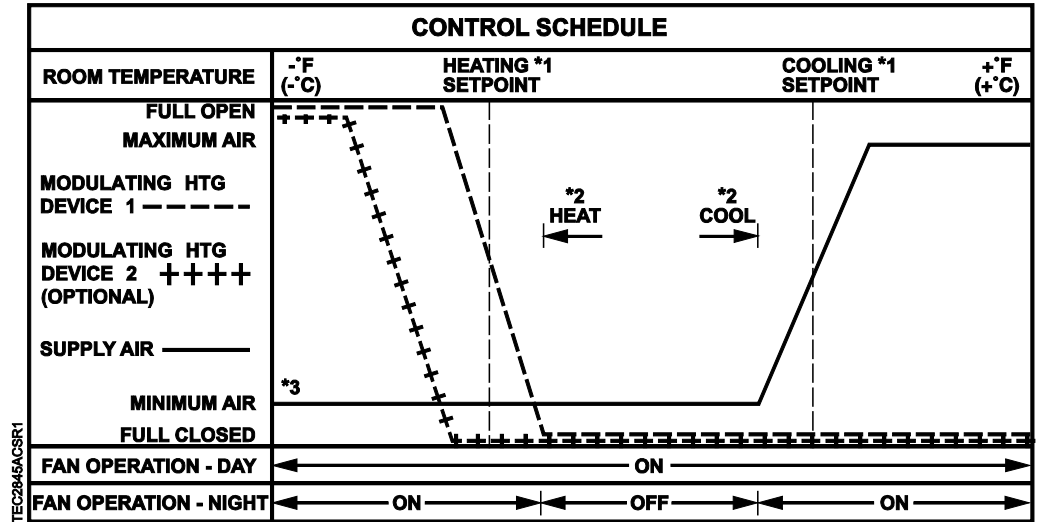 CONTROL SCHEDULE
ROOM TEMPERATURE
-°F
(-°C)
HEATING *1
SETPOINT
COOLING *1
SETPOINT
+°F
(+°C)
FULL OPEN
MAXIMUM AIR
MODULATING HTG
DEVICE 1
MODULATING HTG
DEVICE 2
(OPTIONAL)
SUPPLY AIR
MINIMUM AIR
FULL CLOSED
*2
HEAT
*2
COOL
*3
FAN OPERATION - DAY
ON
FAN OPERATION - NIGHT
ON
OFF
ON
TEC2845ACSR1